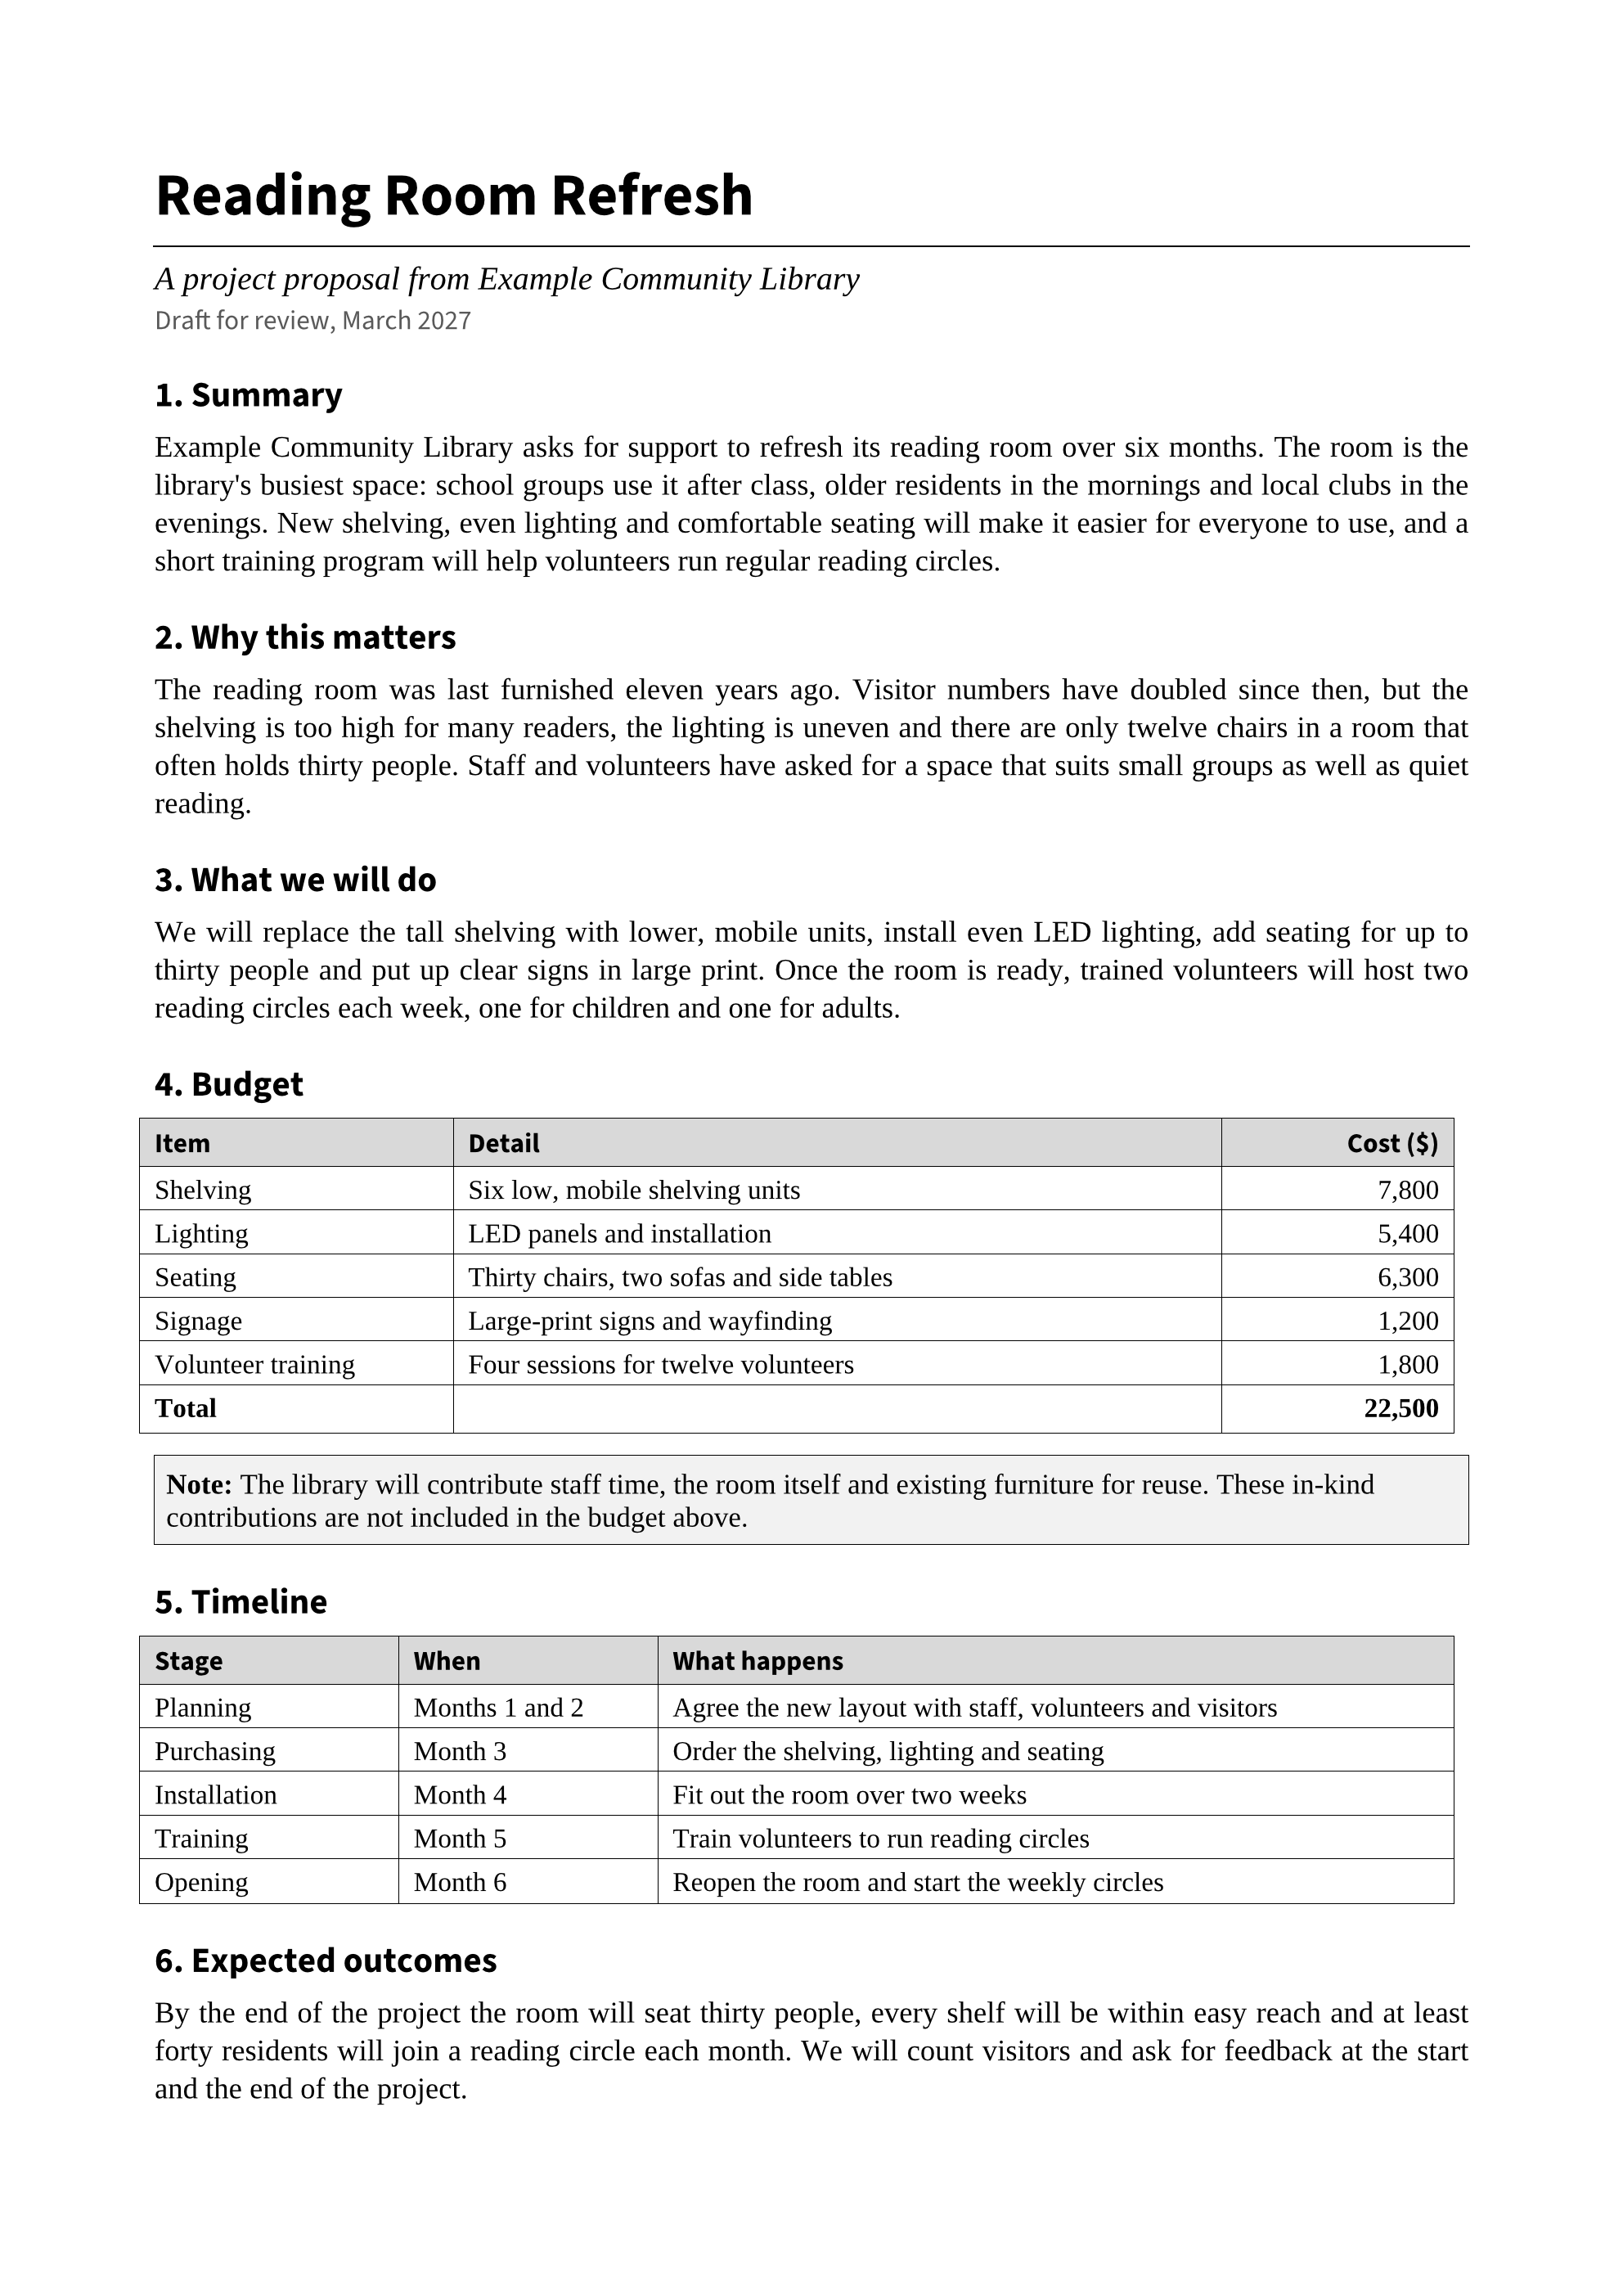 Reading Room Refresh
A project proposal from Example Community Library
Draft for review, March 2027
1. Summary
Example Community Library asks for support to refresh its reading room over six months. The room is the
library's busiest space: school groups use it after class, older residents in the mornings and local clubs in the
evenings. New shelving, even lighting and comfortable seating will make it easier for everyone to use, and a
short training program will help volunteers run regular reading circles.
2. Why this matters
The reading room was last furnished eleven years ago. Visitor numbers have doubled since then, but the
shelving is too high for many readers, the lighting is uneven and there are only twelve chairs in a room that
often holds thirty people. Staff and volunteers have asked for a space that suits small groups as well as quiet
reading.
3. What we will do
We will replace the tall shelving with lower, mobile units, install even LED lighting, add seating for up to
thirty people and put up clear signs in large print. Once the room is ready, trained volunteers will host two
reading circles each week, one for children and one for adults.
4. Budget
Item Detail Cost ($)
Shelving Six low, mobile shelving units 7,800
Lighting LED panels and installation 5,400
Seating Thirty chairs, two sofas and side tables 6,300
Signage Large-print signs and wayfinding 1,200
Volunteer training Four sessions for twelve volunteers 1,800
Total 22,500
Note: The library will contribute staff time, the room itself and existing furniture for reuse. These in-kind
contributions are not included in the budget above.
5. Timeline
Stage When What happens
Planning Months 1 and 2 Agree the new layout with staff, volunteers and visitors
Purchasing Month 3 Order the shelving, lighting and seating
Installation Month 4 Fit out the room over two weeks
Training Month 5 Train volunteers to run reading circles
Opening Month 6 Reopen the room and start the weekly circles
6. Expected outcomes
By the end of the project the room will seat thirty people, every shelf will be within easy reach and at least
forty residents will join a reading circle each month. We will count visitors and ask for feedback at the start
and the end of the project.